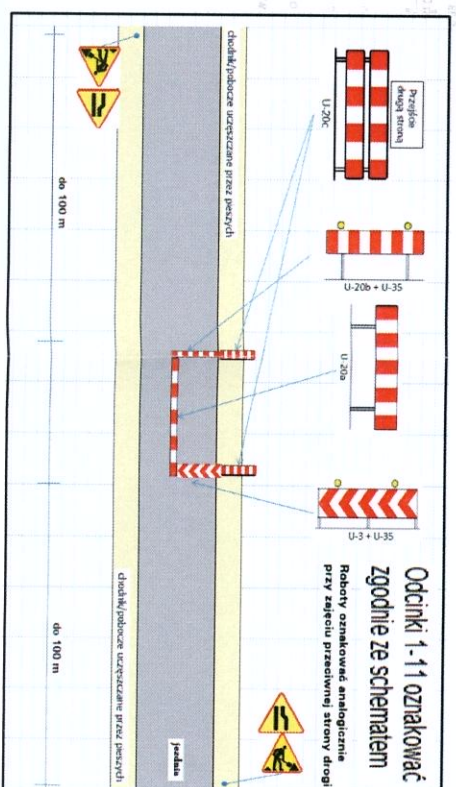 Odcinki 1-11 oznakować
zgodnie ze schematem
Roboty oznakować analogicznie
przy zajęciu przeciwnej strony drogi
Przejście
drugą stroną
U-20c
U-20b + U-35
U-20a
U-3 + U-35
chodnik/pobocze uczęszczane przez pieszych
jezdnia
chodnik/pobocze uczęszczane przez pieszych
do 100 m
do 100 m